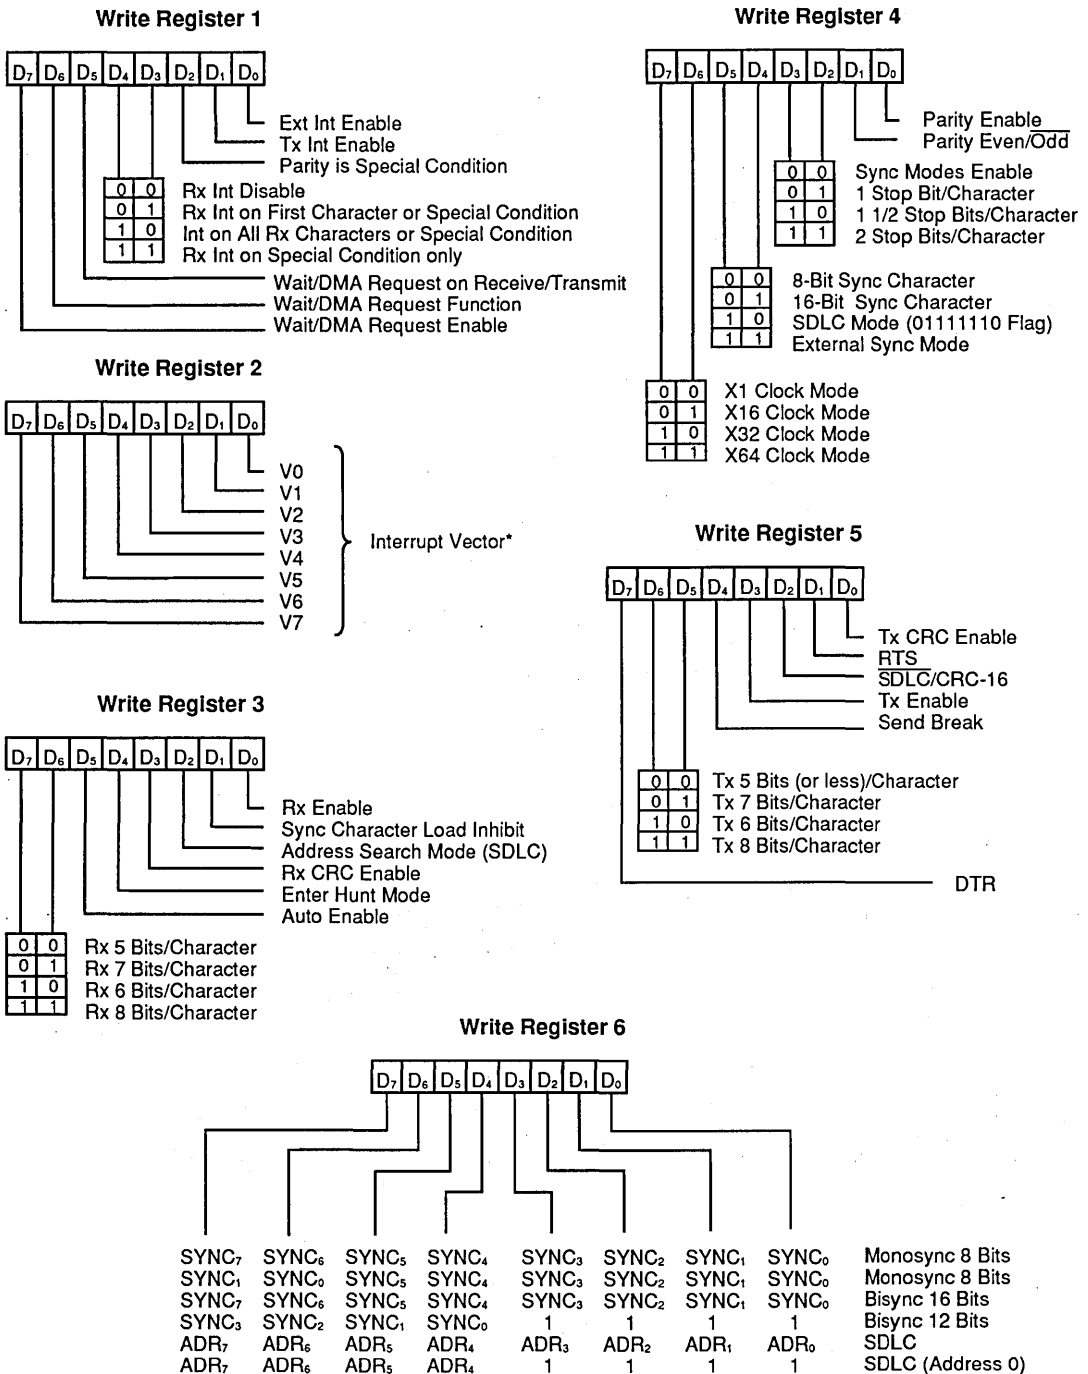 Write Register 1
D₇ D₆ D₅ D₄ D₃ D₂ D₁ D₀
Ext Int Enable
Tx Int Enable
Parity is Special Condition
0 0 Rx Int Disable
0 1 Rx Int on First Character or Special Condition
1 0 Int on All Rx Characters or Special Condition
1 1 Rx Int on Special Condition only
Wait/DMA Request on Receive/Transmit
Wait/DMA Request Function
Wait/DMA Request Enable
Write Register 2
D₇ D₆ D₅ D₄ D₃ D₂ D₁ D₀
V0
V1
V2
V3
Interrupt Vector*
V4
V5
V6
V7
Write Register 3
D₇ D₆ D₅ D₄ D₃ D₂ D₁ D₀
Rx Enable
Sync Character Load Inhibit
Address Search Mode (SDLC)
Rx CRC Enable
Enter Hunt Mode
Auto Enable
0 0 Rx 5 Bits/Character
0 1 Rx 7 Bits/Character
1 0 Rx 6 Bits/Character
1 1 Rx 8 Bits/Character
Write Register 4
D₇ D₆ D₅ D₄ D₃ D₂ D₁ D₀
Parity Enable
Parity Even/O̅d̅d̅
0 0 Sync Modes Enable
0 1 1 Stop Bit/Character
1 0 1 1/2 Stop Bits/Character
1 1 2 Stop Bits/Character
0 0 8-Bit Sync Character
0 1 16-Bit Sync Character
1 0 SDLC Mode (01111110 Flag)
1 1 External Sync Mode
0 0 X1 Clock Mode
0 1 X16 Clock Mode
1 0 X32 Clock Mode
1 1 X64 Clock Mode
Write Register 5
D₇ D₆ D₅ D₄ D₃ D₂ D₁ D₀
Tx CRC Enable
RTS
S̅D̅L̅C̅/CRC-16
Tx Enable
Send Break
0 0 Tx 5 Bits (or less)/Character
0 1 Tx 7 Bits/Character
1 0 Tx 6 Bits/Character
1 1 Tx 8 Bits/Character
DTR
Write Register 6
D₇ D₆ D₅ D₄ D₃ D₂ D₁ D₀
SYNC₇ SYNC₆ SYNC₅ SYNC₄ SYNC₃ SYNC₂ SYNC₁ SYNC₀ Monosync 8 Bits
SYNC₁ SYNC₀ SYNC₅ SYNC₄ SYNC₃ SYNC₂ SYNC₁ SYNC₀ Monosync 8 Bits
SYNC₇ SYNC₆ SYNC₅ SYNC₄ SYNC₃ SYNC₂ SYNC₁ SYNC₀ Bisync 16 Bits
SYNC₃ SYNC₂ SYNC₁ SYNC₀ 1 1 1 1 Bisync 12 Bits
ADR₇ ADR₆ ADR₅ ADR₄ ADR₃ ADR₂ ADR₁ ADR₀ SDLC
ADR₇ ADR₆ ADR₅ ADR₄ 1 1 1 1 SDLC (Address 0)